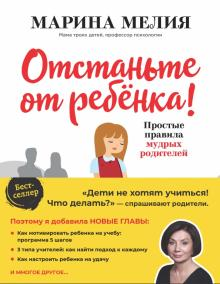 МАРИНА МЕЛИЯ
Мама троих детей, профессор психологии
Отстаньте
от ребёнка!
Простые
правила
мудрых
родителей
Бест-
селлер
«Дети не хотят учиться!
Что делать?» — спрашивают родители.
Поэтому я добавила НОВЫЕ ГЛАВЫ:
Как мотивировать ребенка на учебу:
программа 5 шагов
3 типа учителей: как найти подход к каждому
Как настроить ребенка на удачу
И МНОГОЕ ДРУГОЕ...